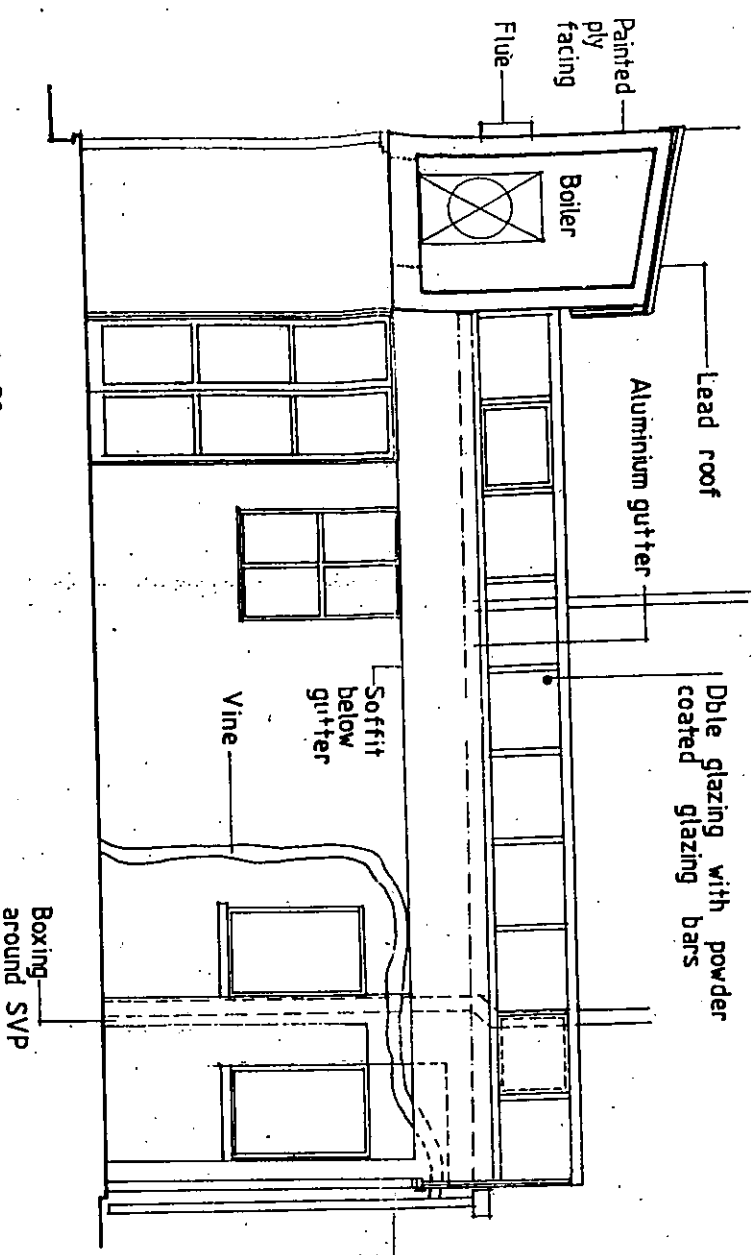 Painted
ply
facing
Flue
Boiler
Lead roof
Aluminium gutter
Dble glazing with powder
coated glazing bars
Soffit
below
gutter
Vine
Boxing
around SVP